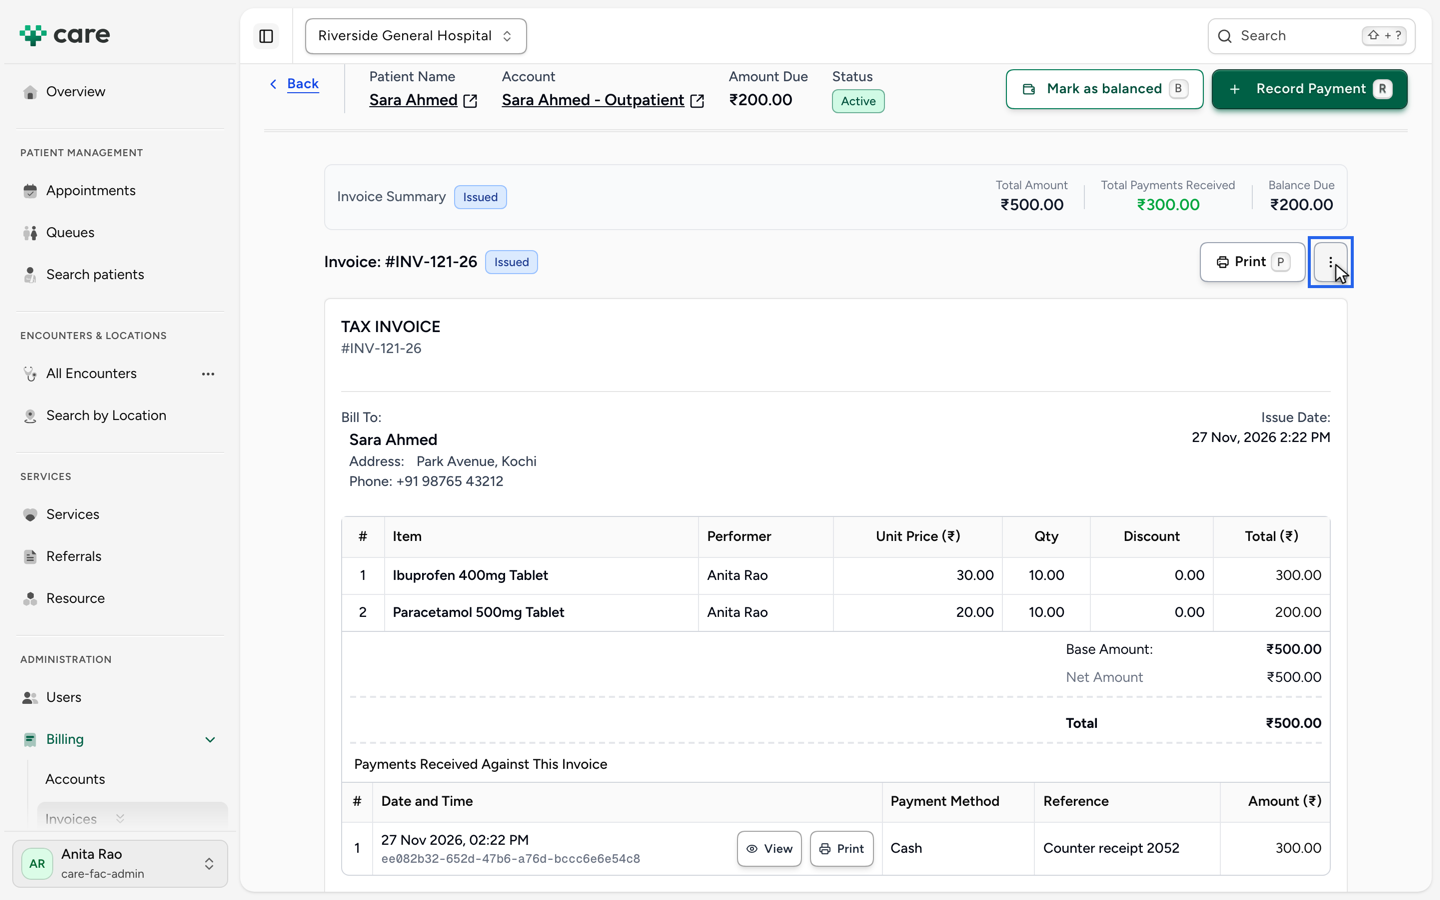 care
Riverside General Hospital
Search
⇧ + ?
Overview
PATIENT MANAGEMENT
Appointments
Queues
Search patients
ENCOUNTERS & LOCATIONS
All Encounters
Search by Location
SERVICES
Services
Referrals
Resource
ADMINISTRATION
Users
Billing
Accounts
Invoices
AR
Anita Rao
care-fac-admin
Back
Patient Name
Sara Ahmed
Account
Sara Ahmed - Outpatient
Amount Due
₹200.00
Status
Active
Mark as balanced B
+ Record Payment R
Invoice Summary Issued
Total Amount
₹500.00
Total Payments Received
₹300.00
Balance Due
₹200.00
Invoice: #INV-121-26 Issued
Print P
TAX INVOICE
#INV-121-26
Bill To:
Sara Ahmed
Address: Park Avenue, Kochi
Phone: +91 98765 43212
Issue Date:
27 Nov, 2026 2:22 PM
# Item Performer Unit Price (₹) Qty Discount Total (₹)
1 Ibuprofen 400mg Tablet Anita Rao 30.00 10.00 0.00 300.00
2 Paracetamol 500mg Tablet Anita Rao 20.00 10.00 0.00 200.00
Base Amount: ₹500.00
Net Amount ₹500.00
Total ₹500.00
Payments Received Against This Invoice
# Date and Time Payment Method Reference Amount (₹)
1 27 Nov 2026, 02:22 PM View Print Cash Counter receipt 2052 300.00
ee082b32-652d-47b6-a76d-bccc6e6e54c8